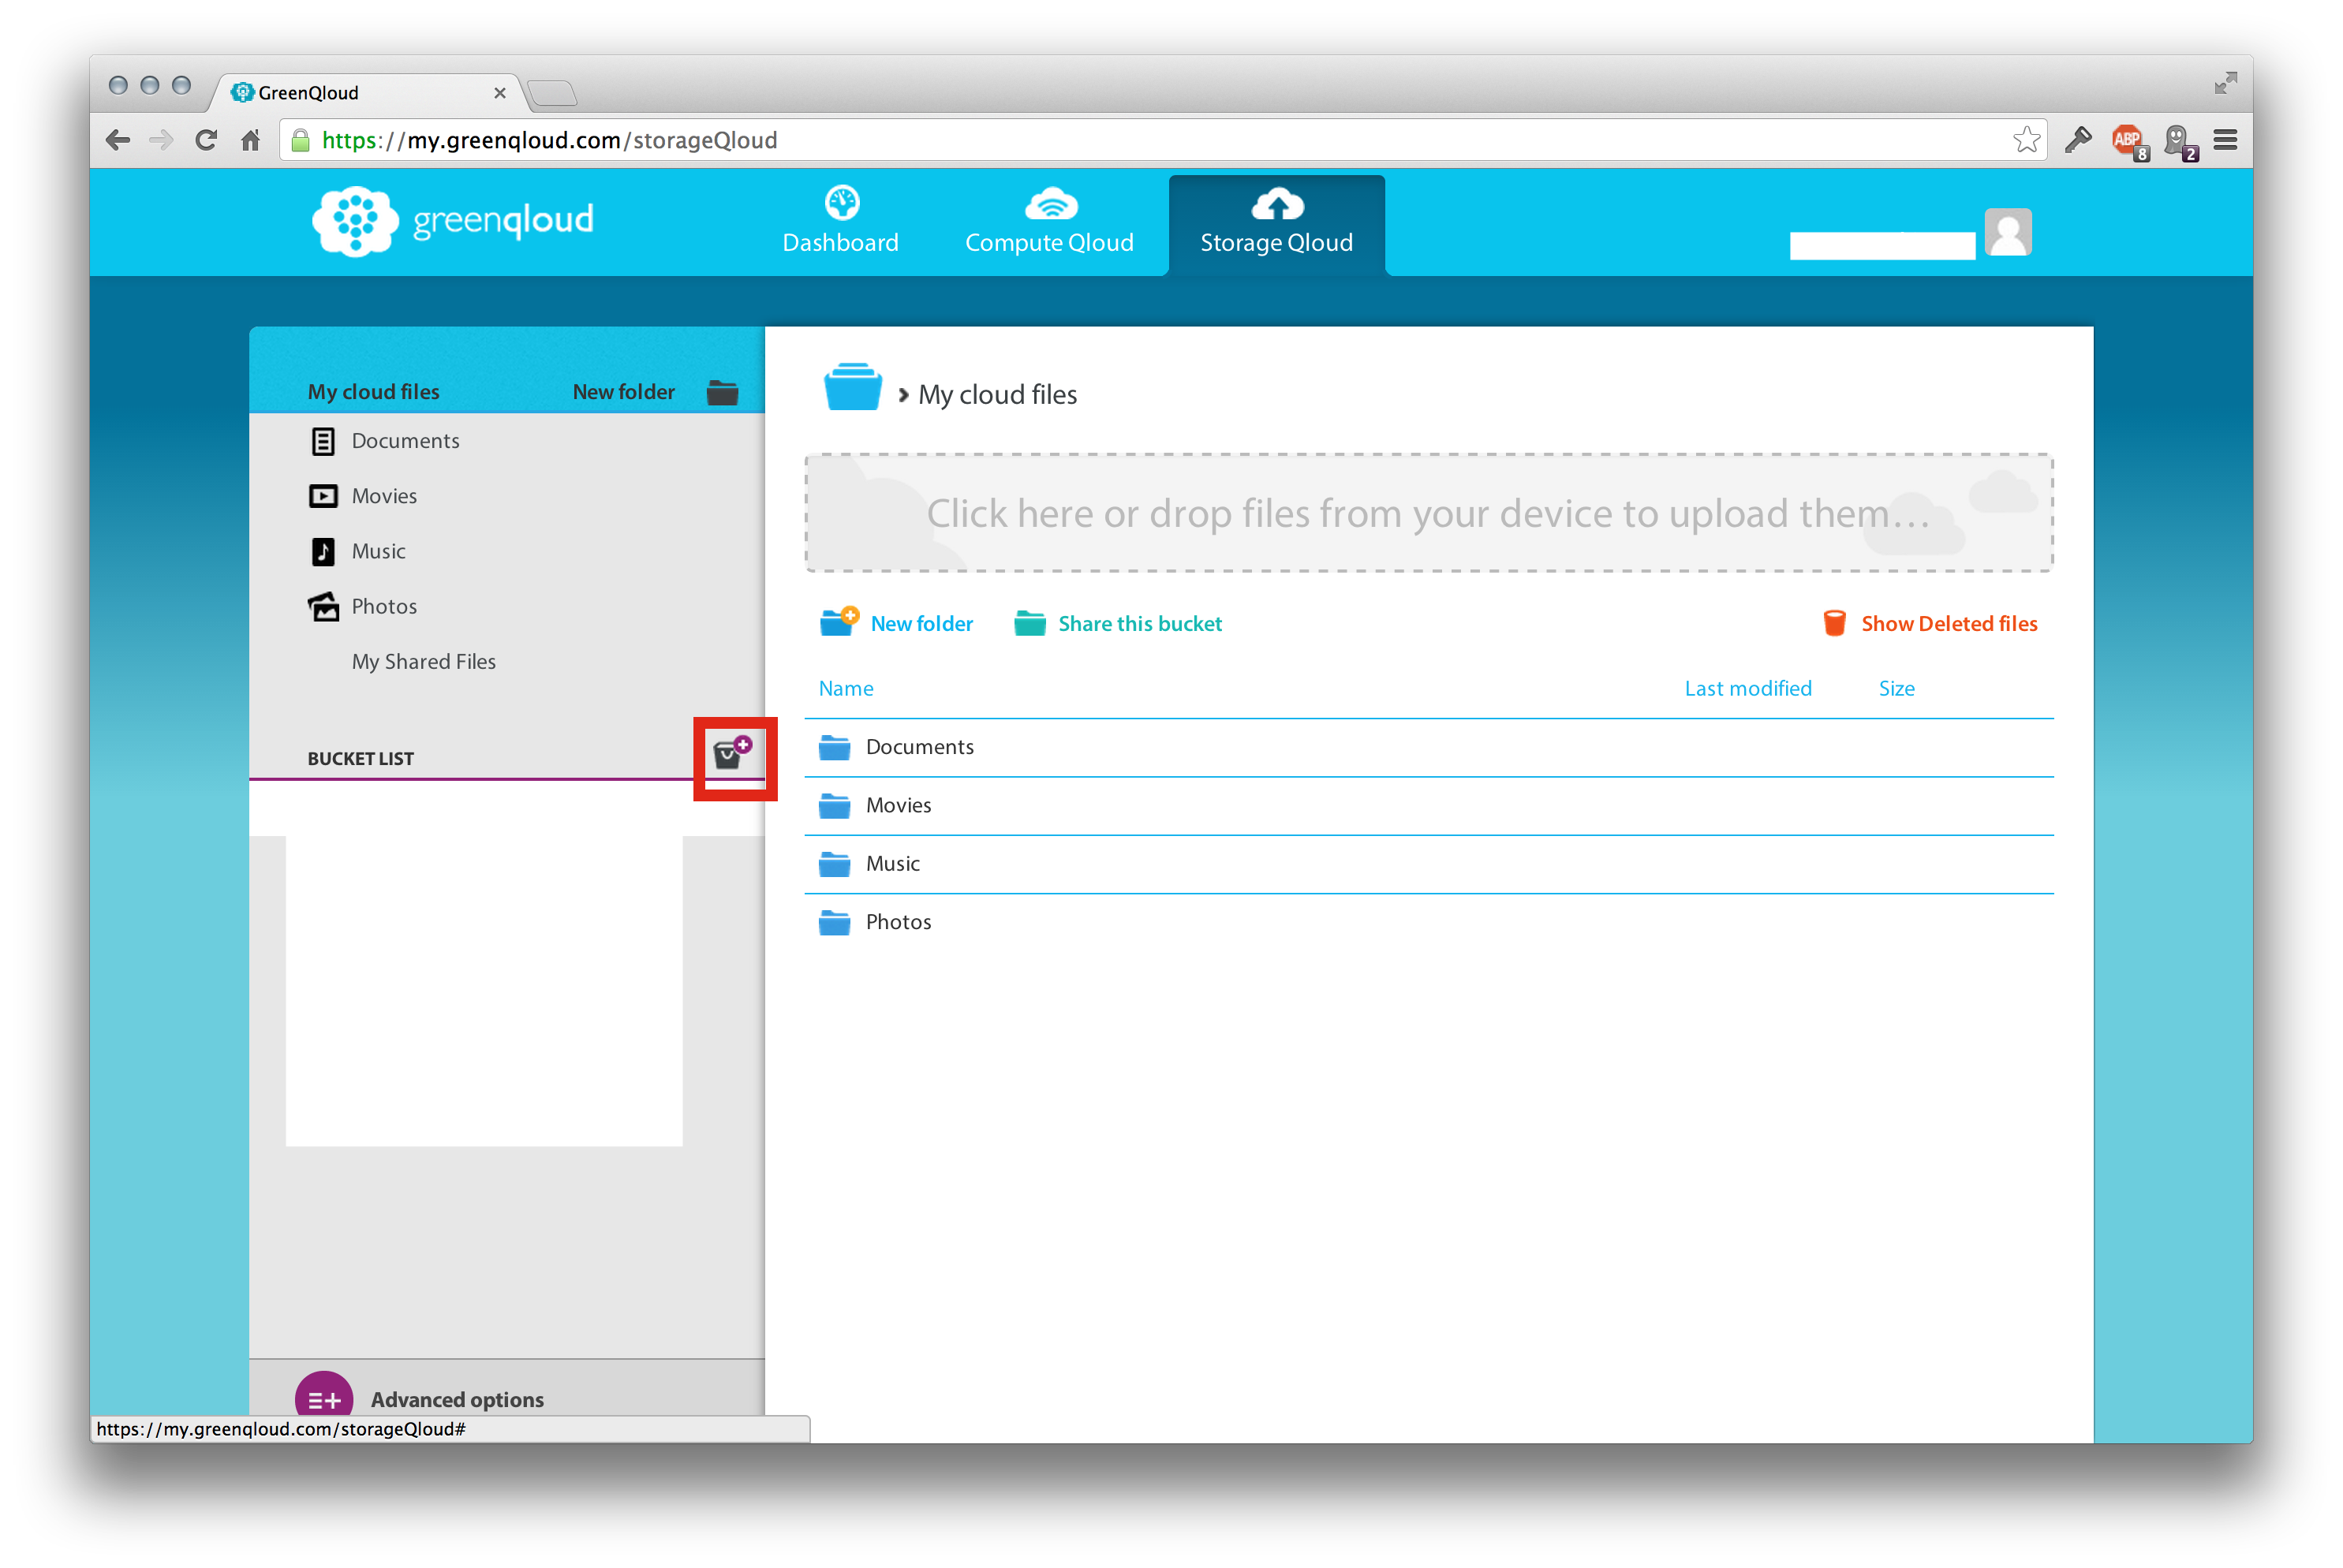 GreenQloud
https://my.greenqloud.com/storageQloud
ABP
8
2
greenqloud
Dashboard
Compute Qloud
Storage Qloud
My cloud files
New folder
Documents
Movies
Music
Photos
My Shared Files
BUCKET LIST
Advanced options
https://my.greenqloud.com/storageQloud#
My cloud files
Click here or drop files from your device to upload them...
New folder
Share this bucket
Show Deleted files
Name Last modified Size
Documents
Movies
Music
Photos